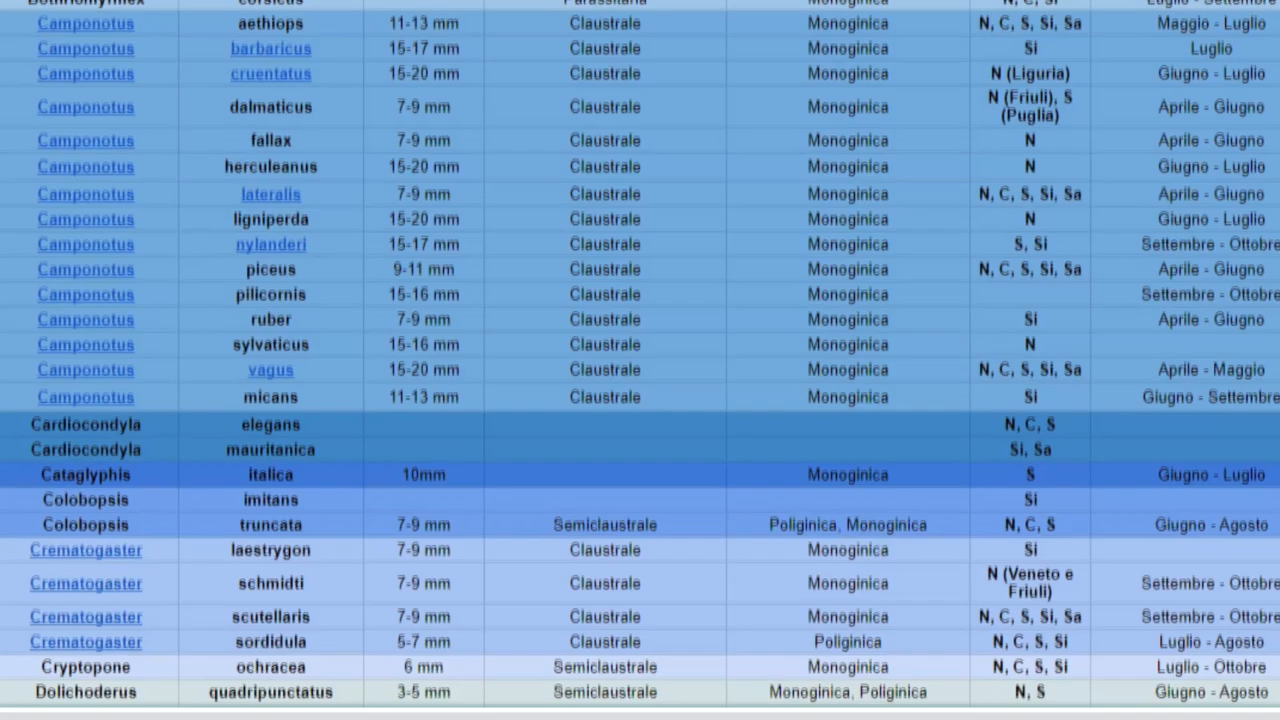 Bothriomyrmex corsicus Parassitaria Monoginica N, C, Si Luglio - Settembre
Camponotus aethiops 11-13 mm Claustrale Monoginica N, C, S, Si, Sa Maggio - Luglio
Camponotus barbaricus 15-17 mm Claustrale Monoginica Si Luglio
Camponotus cruentatus 15-20 mm Claustrale Monoginica N (Liguria) Giugno - Luglio
Camponotus dalmaticus 7-9 mm Claustrale Monoginica N (Friuli), S (Puglia) Aprile - Giugno
Camponotus fallax 7-9 mm Claustrale Monoginica N Aprile - Giugno
Camponotus herculeanus 15-20 mm Claustrale Monoginica N Giugno - Luglio
Camponotus lateralis 7-9 mm Claustrale Monoginica N, C, S, Si, Sa Aprile - Giugno
Camponotus ligniperda 15-20 mm Claustrale Monoginica N Giugno - Luglio
Camponotus nylanderi 15-17 mm Claustrale Monoginica S, Si Settembre - Ottobre
Camponotus piceus 9-11 mm Claustrale Monoginica N, C, S, Si, Sa Aprile - Giugno
Camponotus pilicornis 15-16 mm Claustrale Monoginica Settembre - Ottobre
Camponotus ruber 7-9 mm Claustrale Monoginica Si Aprile - Giugno
Camponotus sylvaticus 15-16 mm Claustrale Monoginica N
Camponotus vagus 15-20 mm Claustrale Monoginica N, C, S, Si, Sa Aprile - Maggio
Camponotus micans 11-13 mm Claustrale Monoginica Si Giugno - Settembre
Cardiocondyla elegans N, C, S
Cardiocondyla mauritanica Si, Sa
Cataglyphis italica 10mm Monoginica S Giugno - Luglio
Colobopsis imitans Si
Colobopsis truncata 7-9 mm Semiclaustrale Poliginica, Monoginica N, C, S Giugno - Agosto
Crematogaster laestrygon 7-9 mm Claustrale Monoginica Si
Crematogaster schmidti 7-9 mm Claustrale Monoginica N (Veneto e Friuli) Settembre - Ottobre
Crematogaster scutellaris 7-9 mm Claustrale Monoginica N, C, S, Si, Sa Settembre - Ottobre
Crematogaster sordidula 5-7 mm Claustrale Poliginica N, C, S, Si Luglio - Agosto
Cryptopone ochracea 6 mm Semiclaustrale Monoginica N, C, S, Si Luglio - Ottobre
Dolichoderus quadripunctatus 3-5 mm Semiclaustrale Monoginica, Poliginica N, S Giugno - Agosto